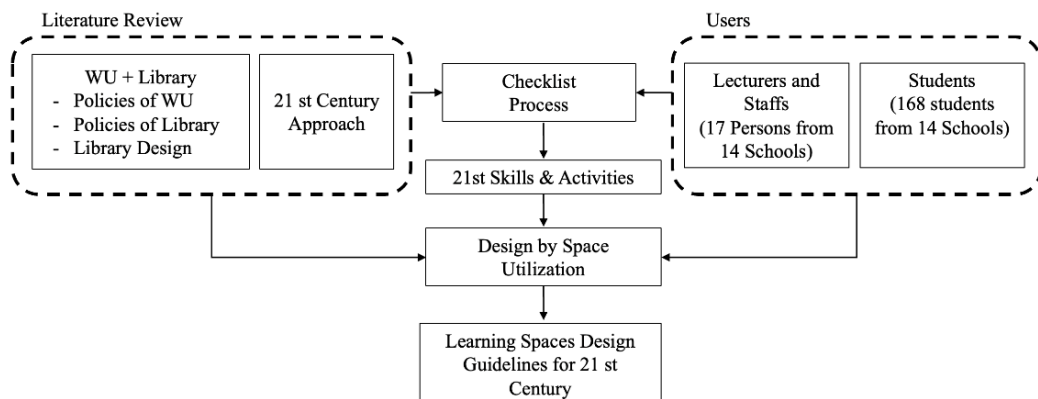 Literature Review
Users
WU + Library
- Policies of WU
- Policies of Library
- Library Design
21 st Century
Approach
Checklist
Process
Lecturers and
Staffs
(17 Persons from
14 Schools)
Students
(168 students
from 14 Schools)
21st Skills & Activities
Design by Space
Utilization
Learning Spaces Design
Guidelines for 21 st
Century